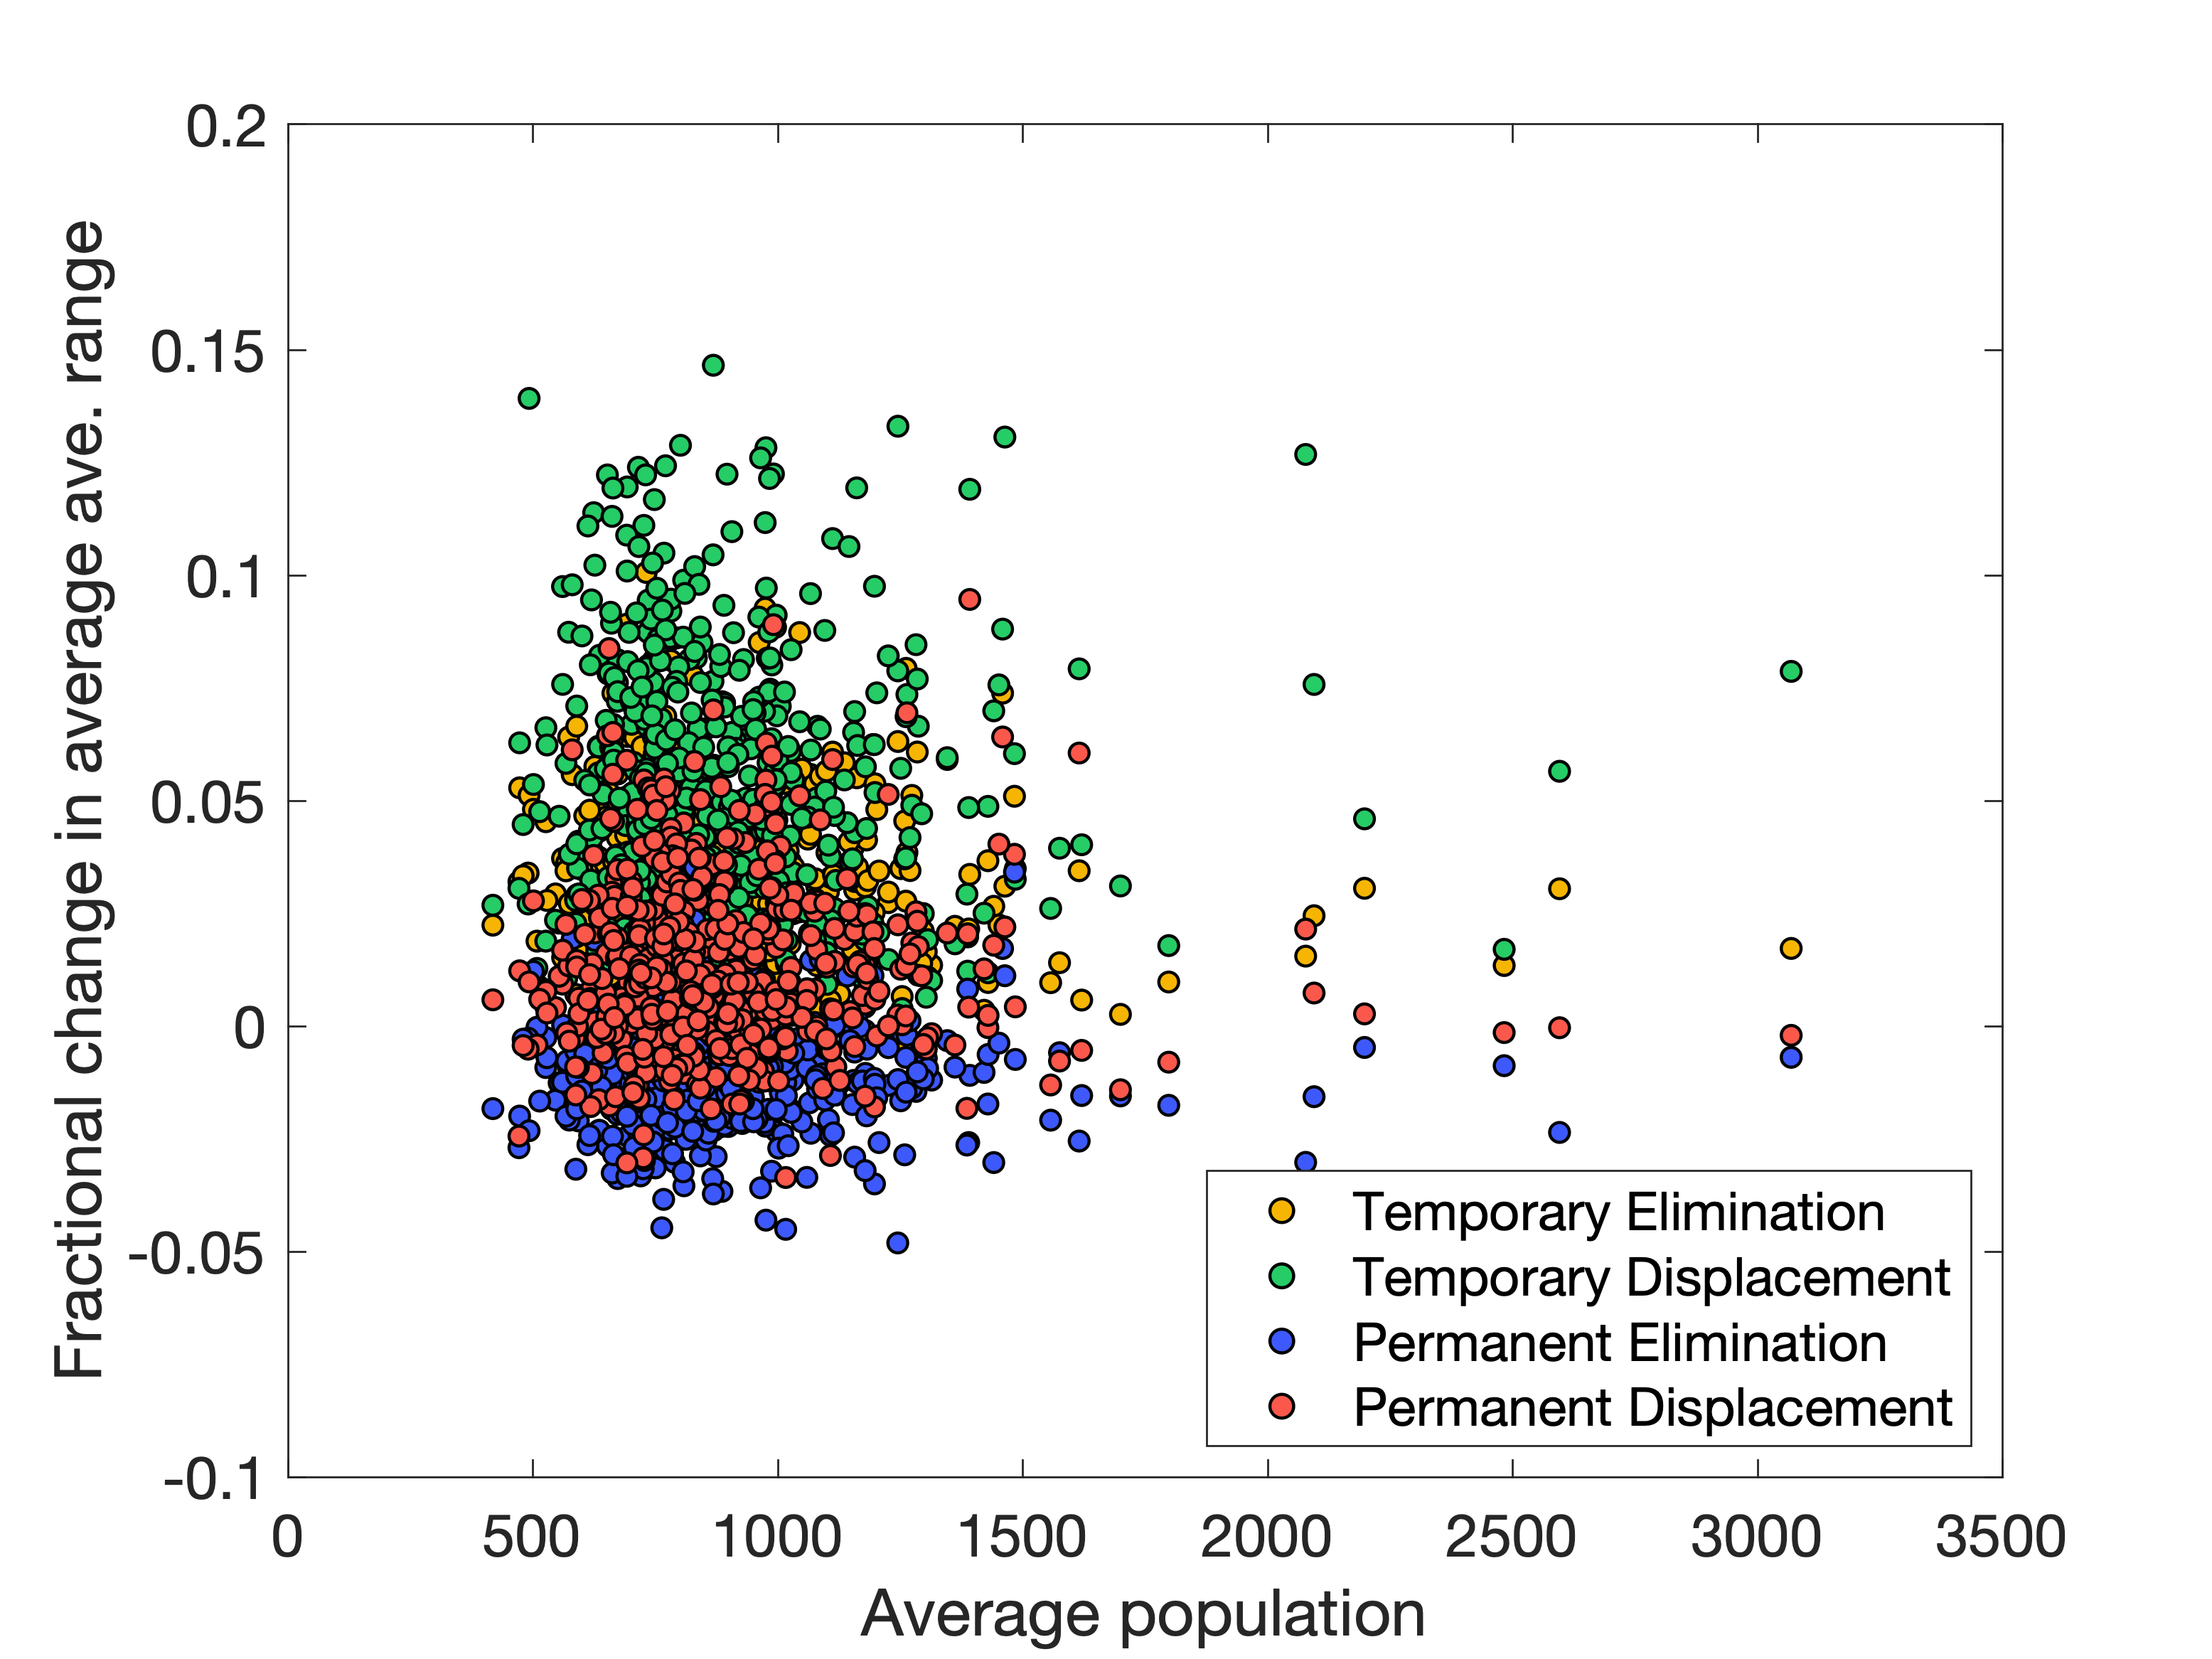 Fractional change in average ave. range
0.2
0.15
0.1
0.05
0
-0.05
-0.1
0 500 1000 1500 2000 2500 3000 3500
Average population
Temporary Elimination
Temporary Displacement
Permanent Elimination
Permanent Displacement